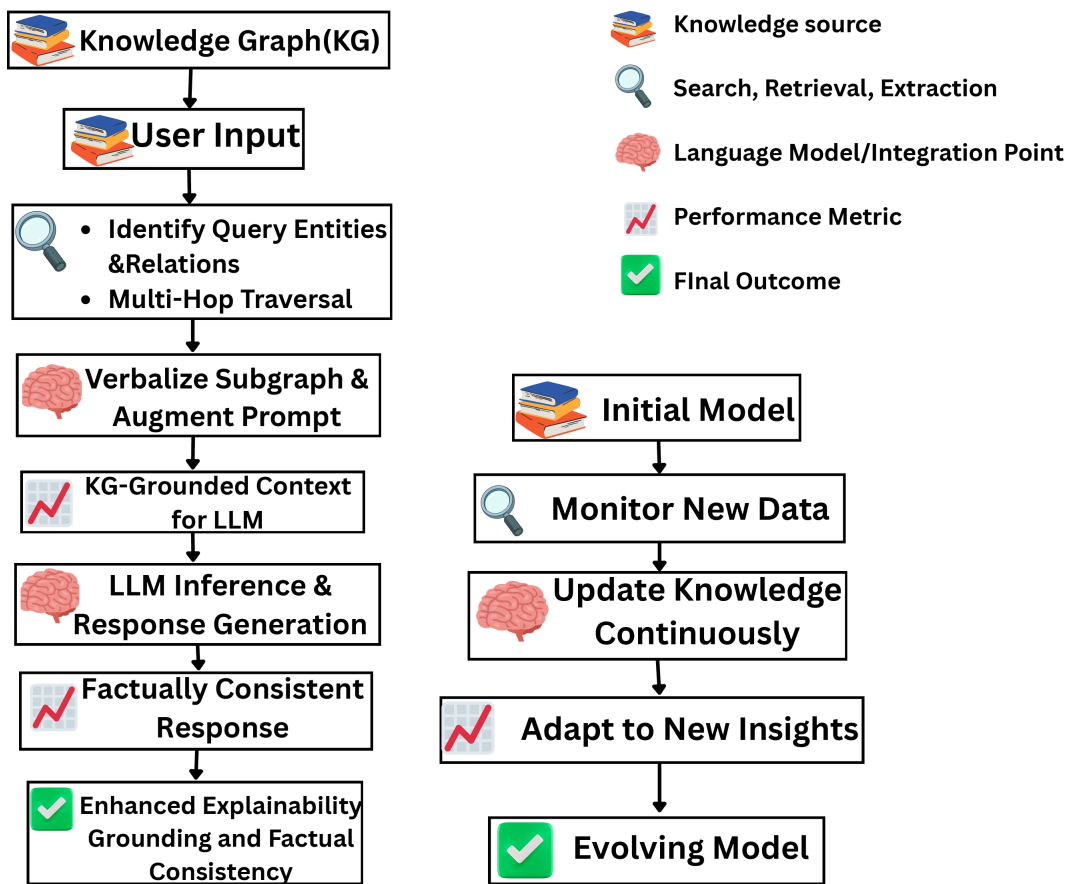 Knowledge Graph(KG)
User Input
• Identify Query Entities
&Relations
• Multi-Hop Traversal
Verbalize Subgraph &
Augment Prompt
KG-Grounded Context
for LLM
LLM Inference &
Response Generation
Factually Consistent
Response
Enhanced Explainability
Grounding and Factual
Consistency
Knowledge source
Search, Retrieval, Extraction
Language Model/Integration Point
Performance Metric
FInal Outcome
Initial Model
Monitor New Data
Update Knowledge
Continuously
Adapt to New Insights
Evolving Model